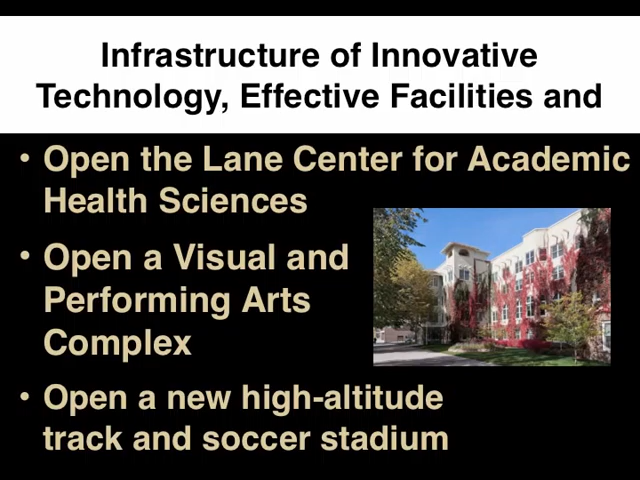 Infrastructure of Innovative
Technology, Effective Facilities and
• Open the Lane Center for Academic
Health Sciences
• Open a Visual and
Performing Arts
Complex
• Open a new high-altitude
track and soccer stadium